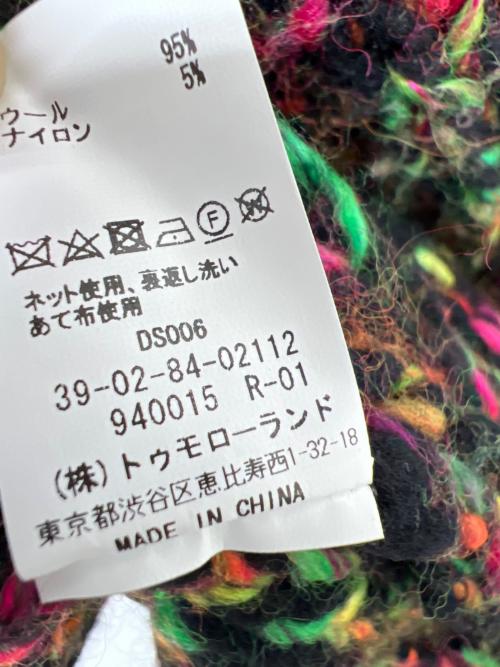 95%
5%
ウール
ナイロン
F
W
ネット使用、裏返し洗い
あて布使用
DS006
39-02-84-02112
940015 R-01
(株)トゥモローランド
東京都渋谷区恵比寿西1-32-18
MADE IN CHINA